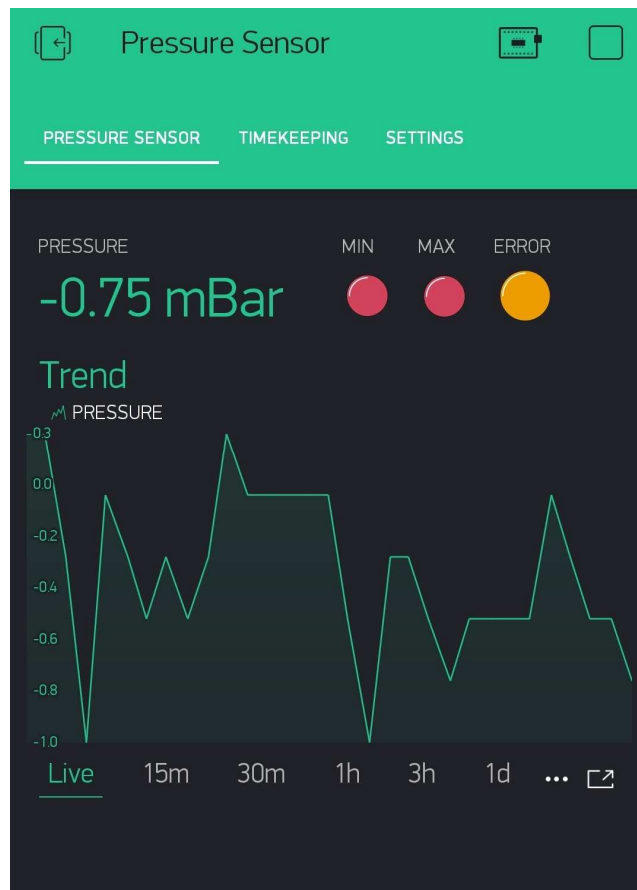 Pressure Sensor
PRESSURE SENSOR TIMEKEEPING SETTINGS
PRESSURE MIN MAX ERROR
-0.75 mBar
Trend
PRESSURE
-0.3
0.0
-0.2
-0.4
-0.6
-0.8
-1.0
Live 15m 30m 1h 3h 1d ...